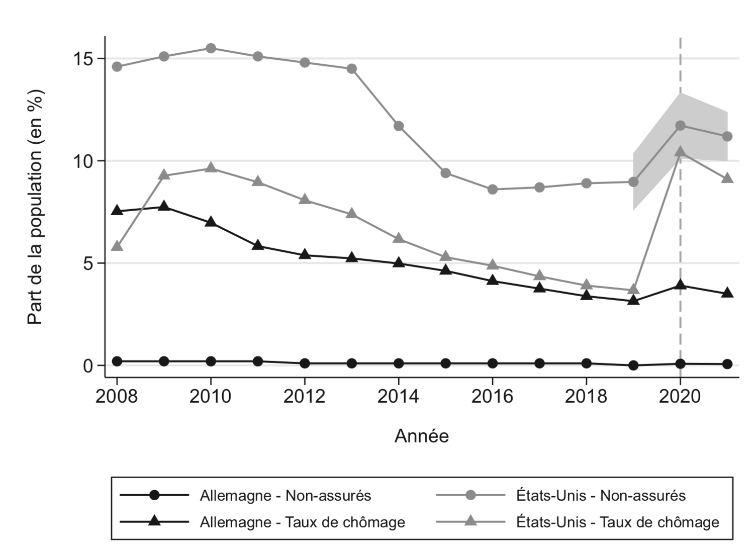 Part de la population (en %)
15
10
5
0
2008 2010 2012 2014 2016 2018 2020
Année
Allemagne - Non-assurés États-Unis - Non-assurés
Allemagne - Taux de chômage États-Unis - Taux de chômage